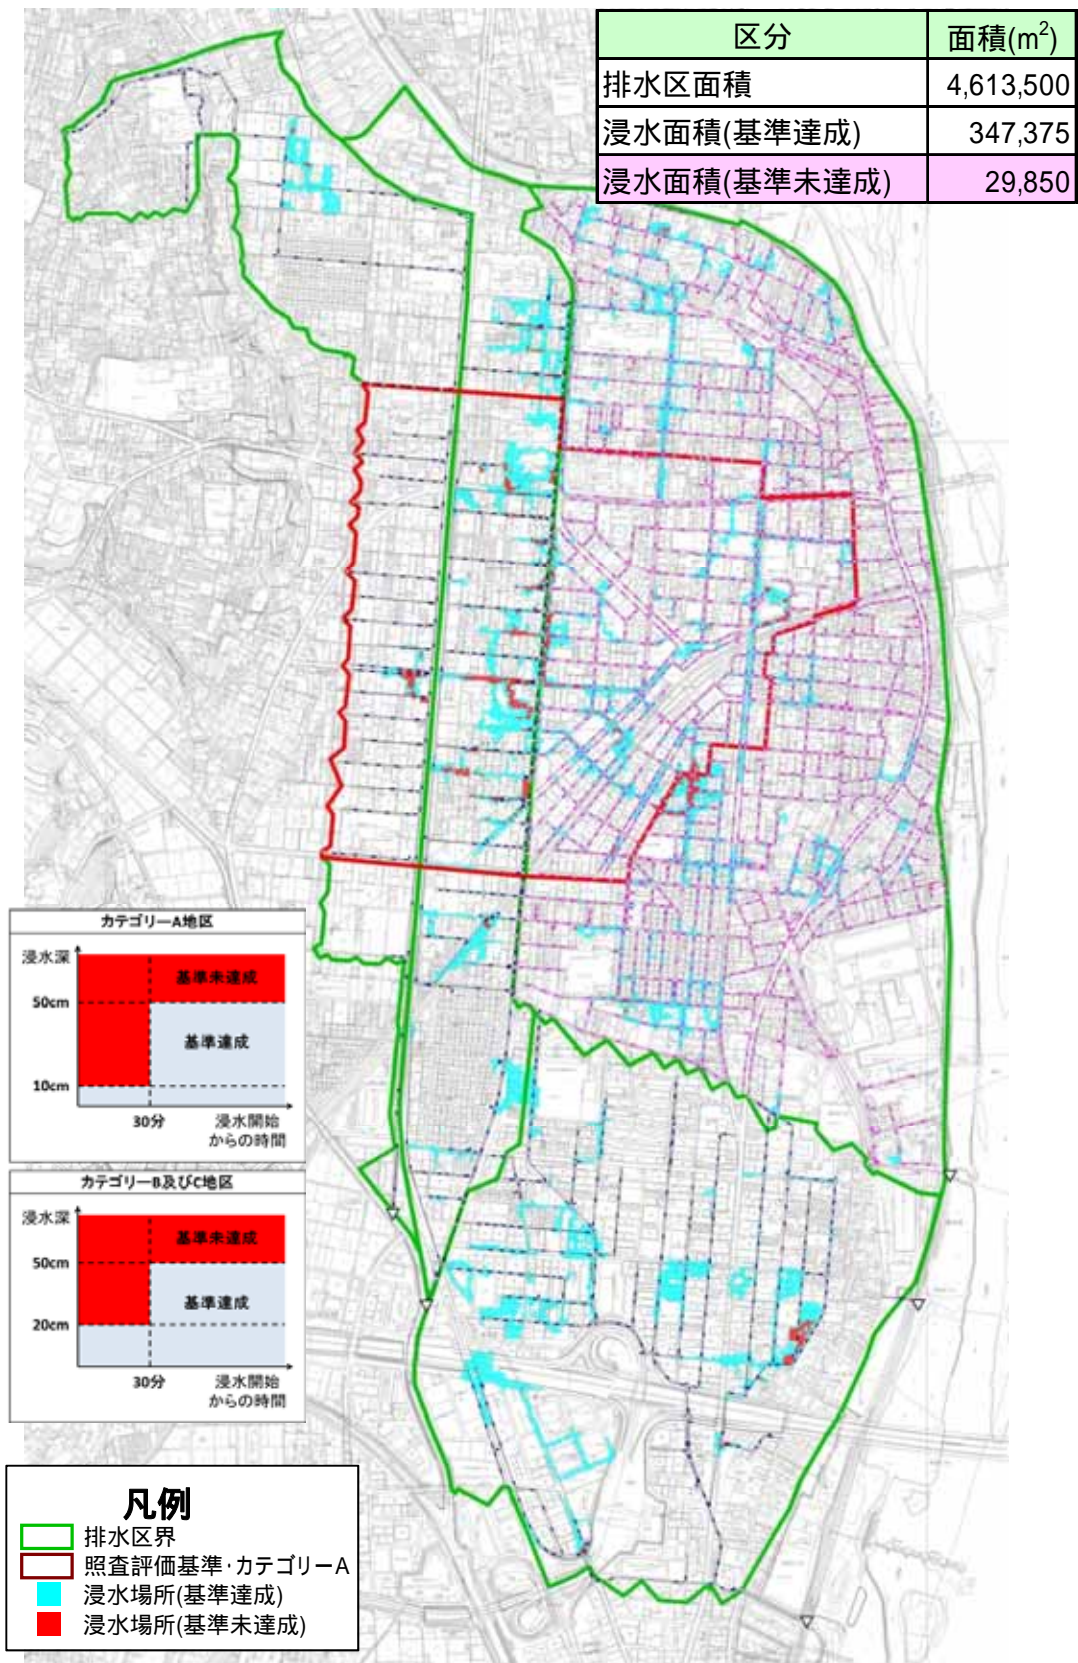 区分 面積(m²)
排水区面積 4,613,500
浸水面積(基準達成) 347,375
浸水面積(基準未達成) 29,850
カテゴリーA地区
浸水深
基準未達成
50cm
基準達成
10cm
30分 浸水開始
からの時間
カテゴリーB及びC地区
浸水深
基準未達成
50cm
基準達成
20cm
30分 浸水開始
からの時間
凡例
排水区界
照査評価基準・カテゴリーA
浸水場所(基準達成)
浸水場所(基準未達成)